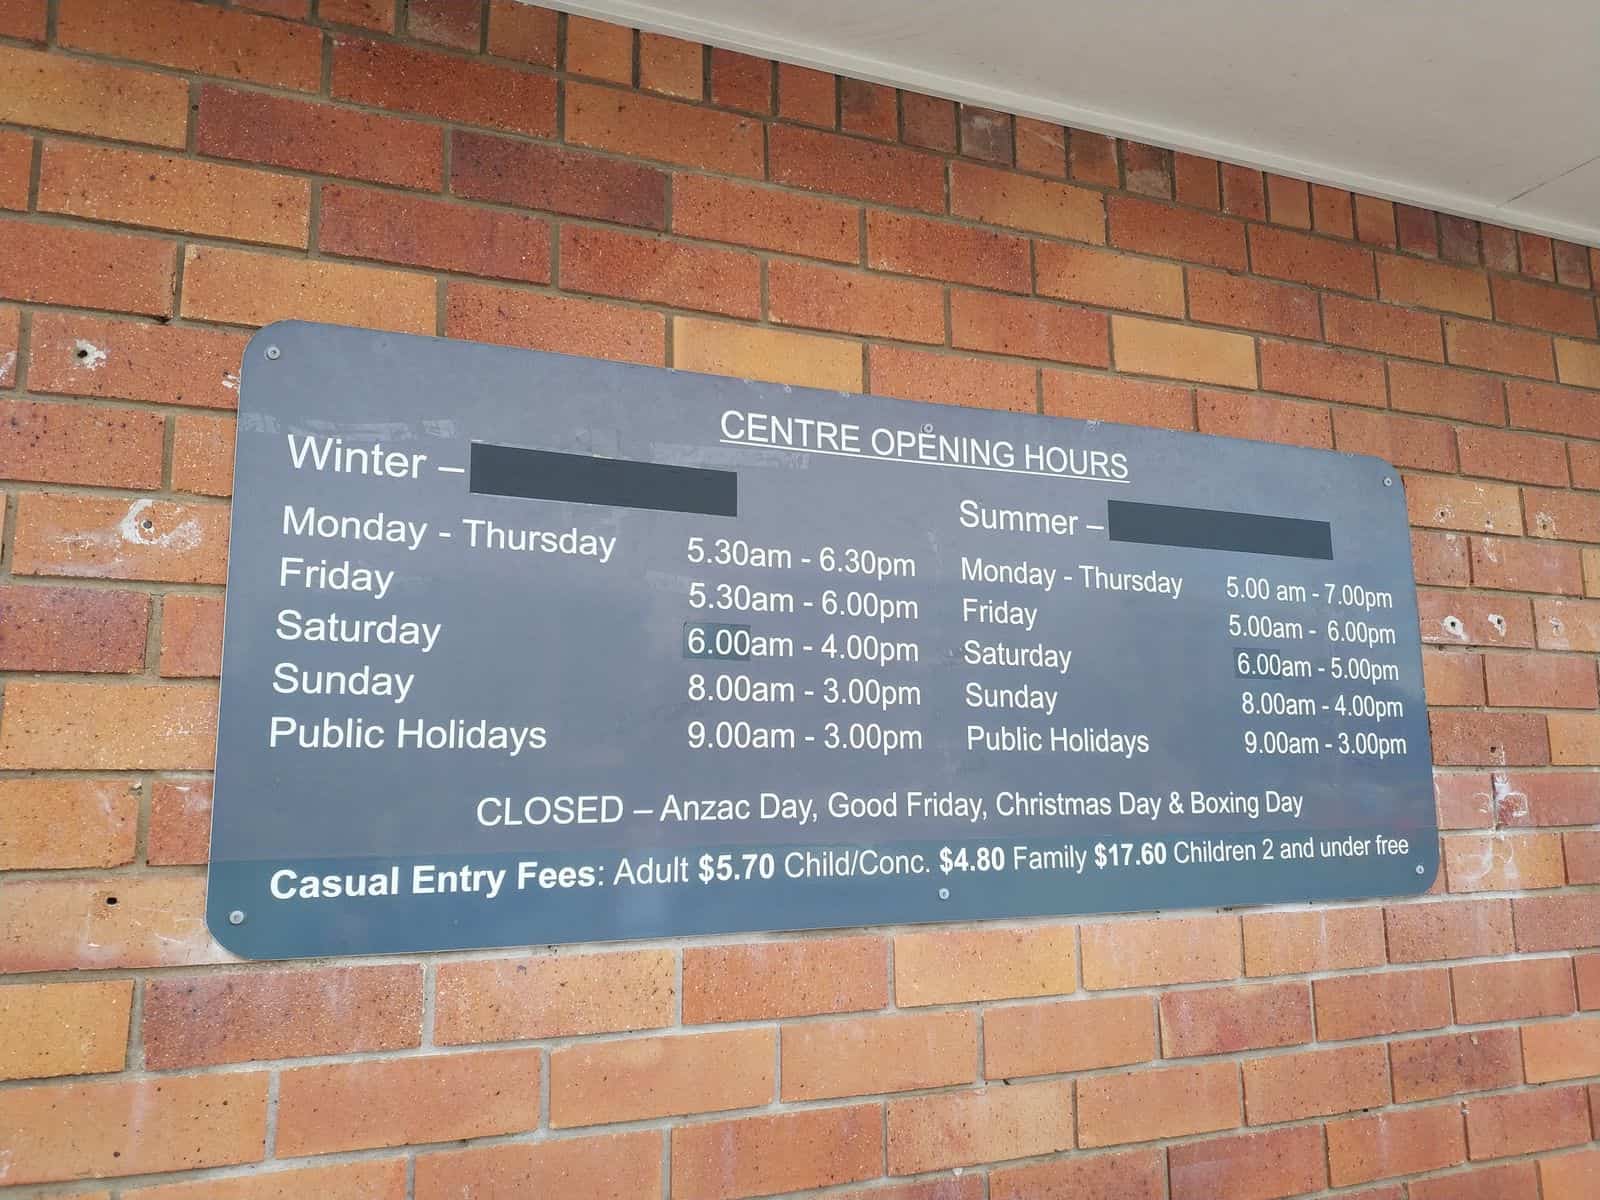 CENTRE OPENING HOURS
Winter –
Monday - Thursday 5.30am - 6.30pm
Friday 5.30am - 6.00pm
Saturday 6.00am - 4.00pm
Sunday 8.00am - 3.00pm
Public Holidays 9.00am - 3.00pm
Summer –
Monday - Thursday 5.00 am - 7.00pm
Friday 5.00am - 6.00pm
Saturday 6.00am - 5.00pm
Sunday 8.00am - 4.00pm
Public Holidays 9.00am - 3.00pm
CLOSED – Anzac Day, Good Friday, Christmas Day & Boxing Day
Casual Entry Fees: Adult $5.70 Child/Conc. $4.80 Family $17.60 Children 2 and under free